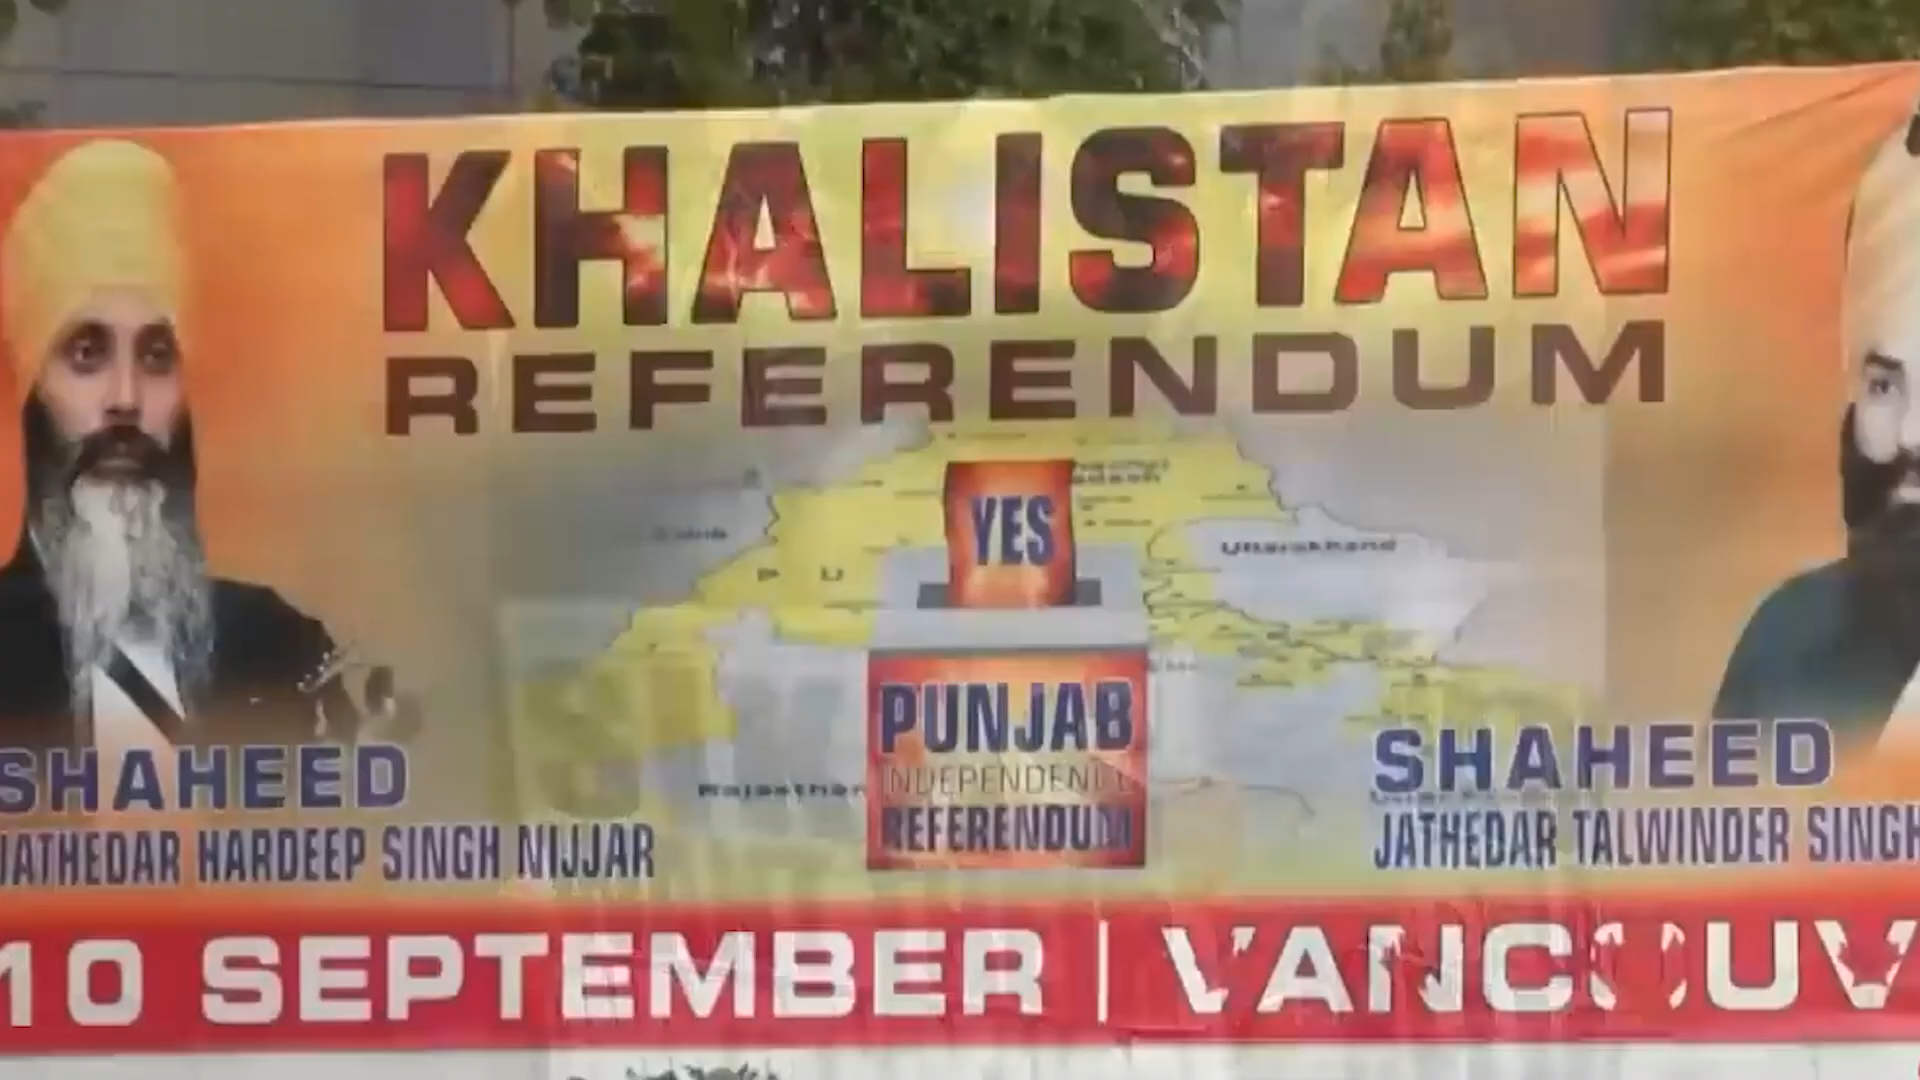 KHALISTAN
REFERENDUM
YES
Uttarakhand
P U
PUNJAB
INDEPENDENCE
REFERENDUM
Rajasthan
SHAHEED
JATHEDAR HARDEEP SINGH NIJJAR
SHAHEED
JATHEDAR TALWINDER SINGH
10 SEPTEMBER | VANCOUV